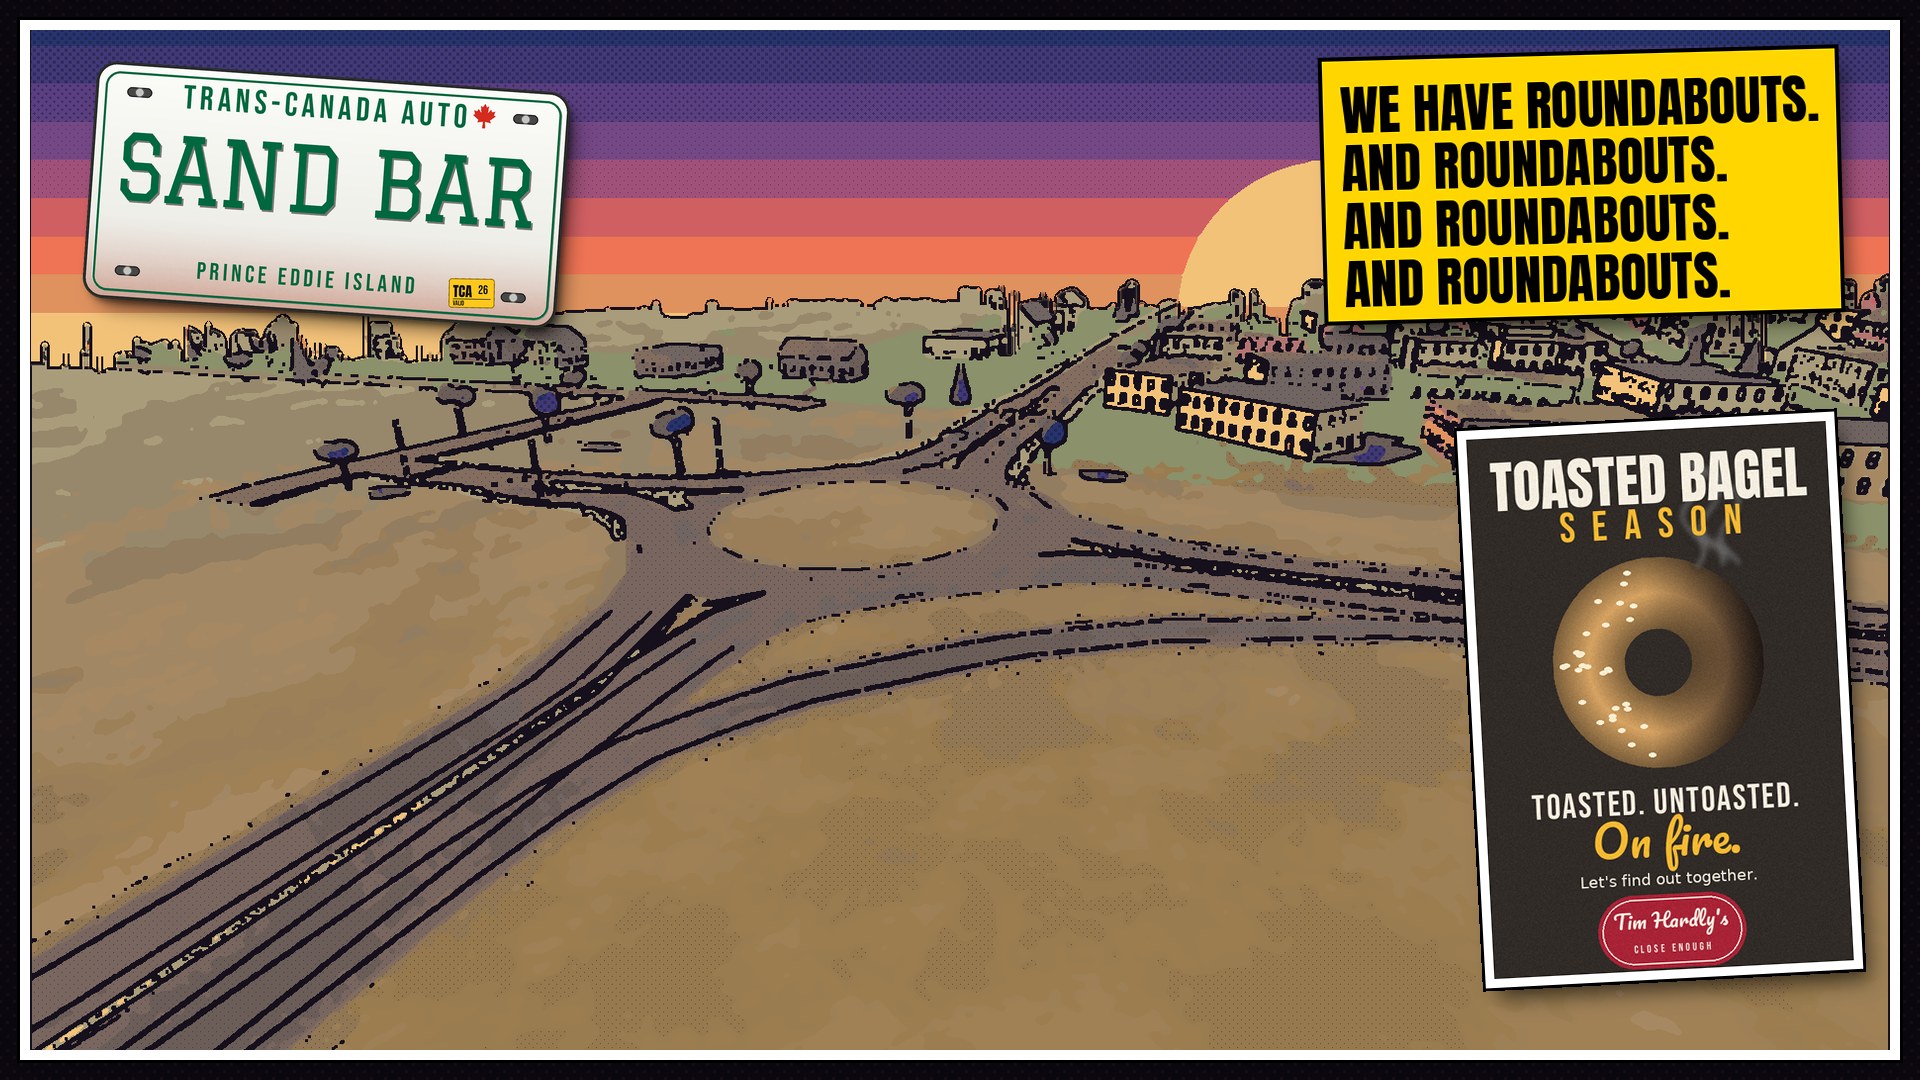 TRANS-CANADA AUTO
SAND BAR
PRINCE EDDIE ISLAND
TCA 26
VALID
WE HAVE ROUNDABOUTS.
AND ROUNDABOUTS.
AND ROUNDABOUTS.
AND ROUNDABOUTS.
TOASTED BAGEL
SEASON
TOASTED. UNTOASTED.
On fire.
Let's find out together.
Tim Hardly's
CLOSE ENOUGH